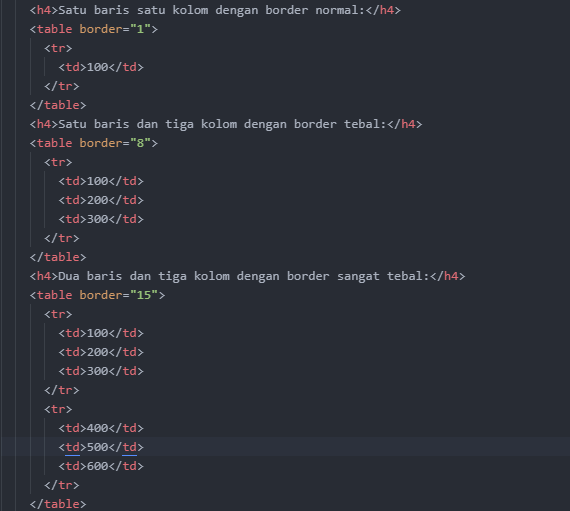 <h4>Satu baris satu kolom dengan border normal:</h4>
<table border="1">
<tr>
<td>100</td>
</tr>
</table>
<h4>Satu baris dan tiga kolom dengan border tebal:</h4>
<table border="8">
<tr>
<td>100</td>
<td>200</td>
<td>300</td>
</tr>
</table>
<h4>Dua baris dan tiga kolom dengan border sangat tebal:</h4>
<table border="15">
<tr>
<td>100</td>
<td>200</td>
<td>300</td>
</tr>
<tr>
<td>400</td>
<td>500</td>
<td>600</td>
</tr>
</table>